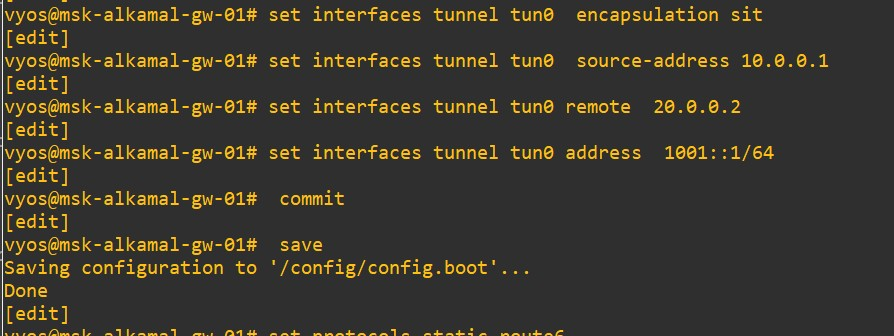 vyos@msk-alkamal-gw-01# set interfaces tunnel tun0  encapsulation sit
[edit]
vyos@msk-alkamal-gw-01# set interfaces tunnel tun0  source-address 10.0.0.1
[edit]
vyos@msk-alkamal-gw-01# set interfaces tunnel tun0 remote  20.0.0.2
[edit]
vyos@msk-alkamal-gw-01# set interfaces tunnel tun0 address  1001::1/64
[edit]
vyos@msk-alkamal-gw-01#  commit
[edit]
vyos@msk-alkamal-gw-01#  save
Saving configuration to '/config/config.boot'...
Done
[edit]
vyos@msk-alkamal-gw-01# set protocols static route6